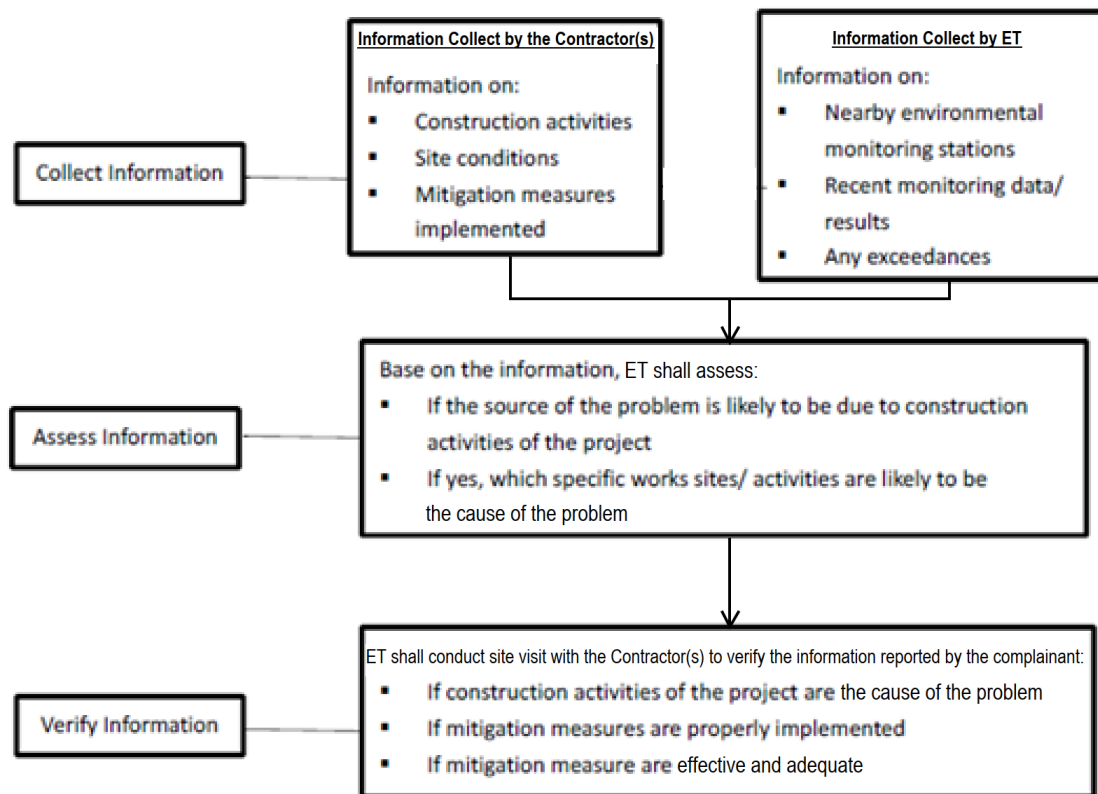 Information Collect by the Contractor(s)
Information on:
▪ Construction activities
▪ Site conditions
▪ Mitigation measures
implemented
Information Collect by ET
Information on:
▪ Nearby environmental
monitoring stations
▪ Recent monitoring data/
results
▪ Any exceedances
Collect Information
Base on the information, ET shall assess:
▪ If the source of the problem is likely to be due to construction
activities of the project
▪ If yes, which specific works sites/ activities are likely to be
the cause of the problem
Assess Information
ET shall conduct site visit with the Contractor(s) to verify the information reported by the complainant:
▪ If construction activities of the project are the cause of the problem
▪ If mitigation measures are properly implemented
▪ If mitigation measure are effective and adequate
Verify Information